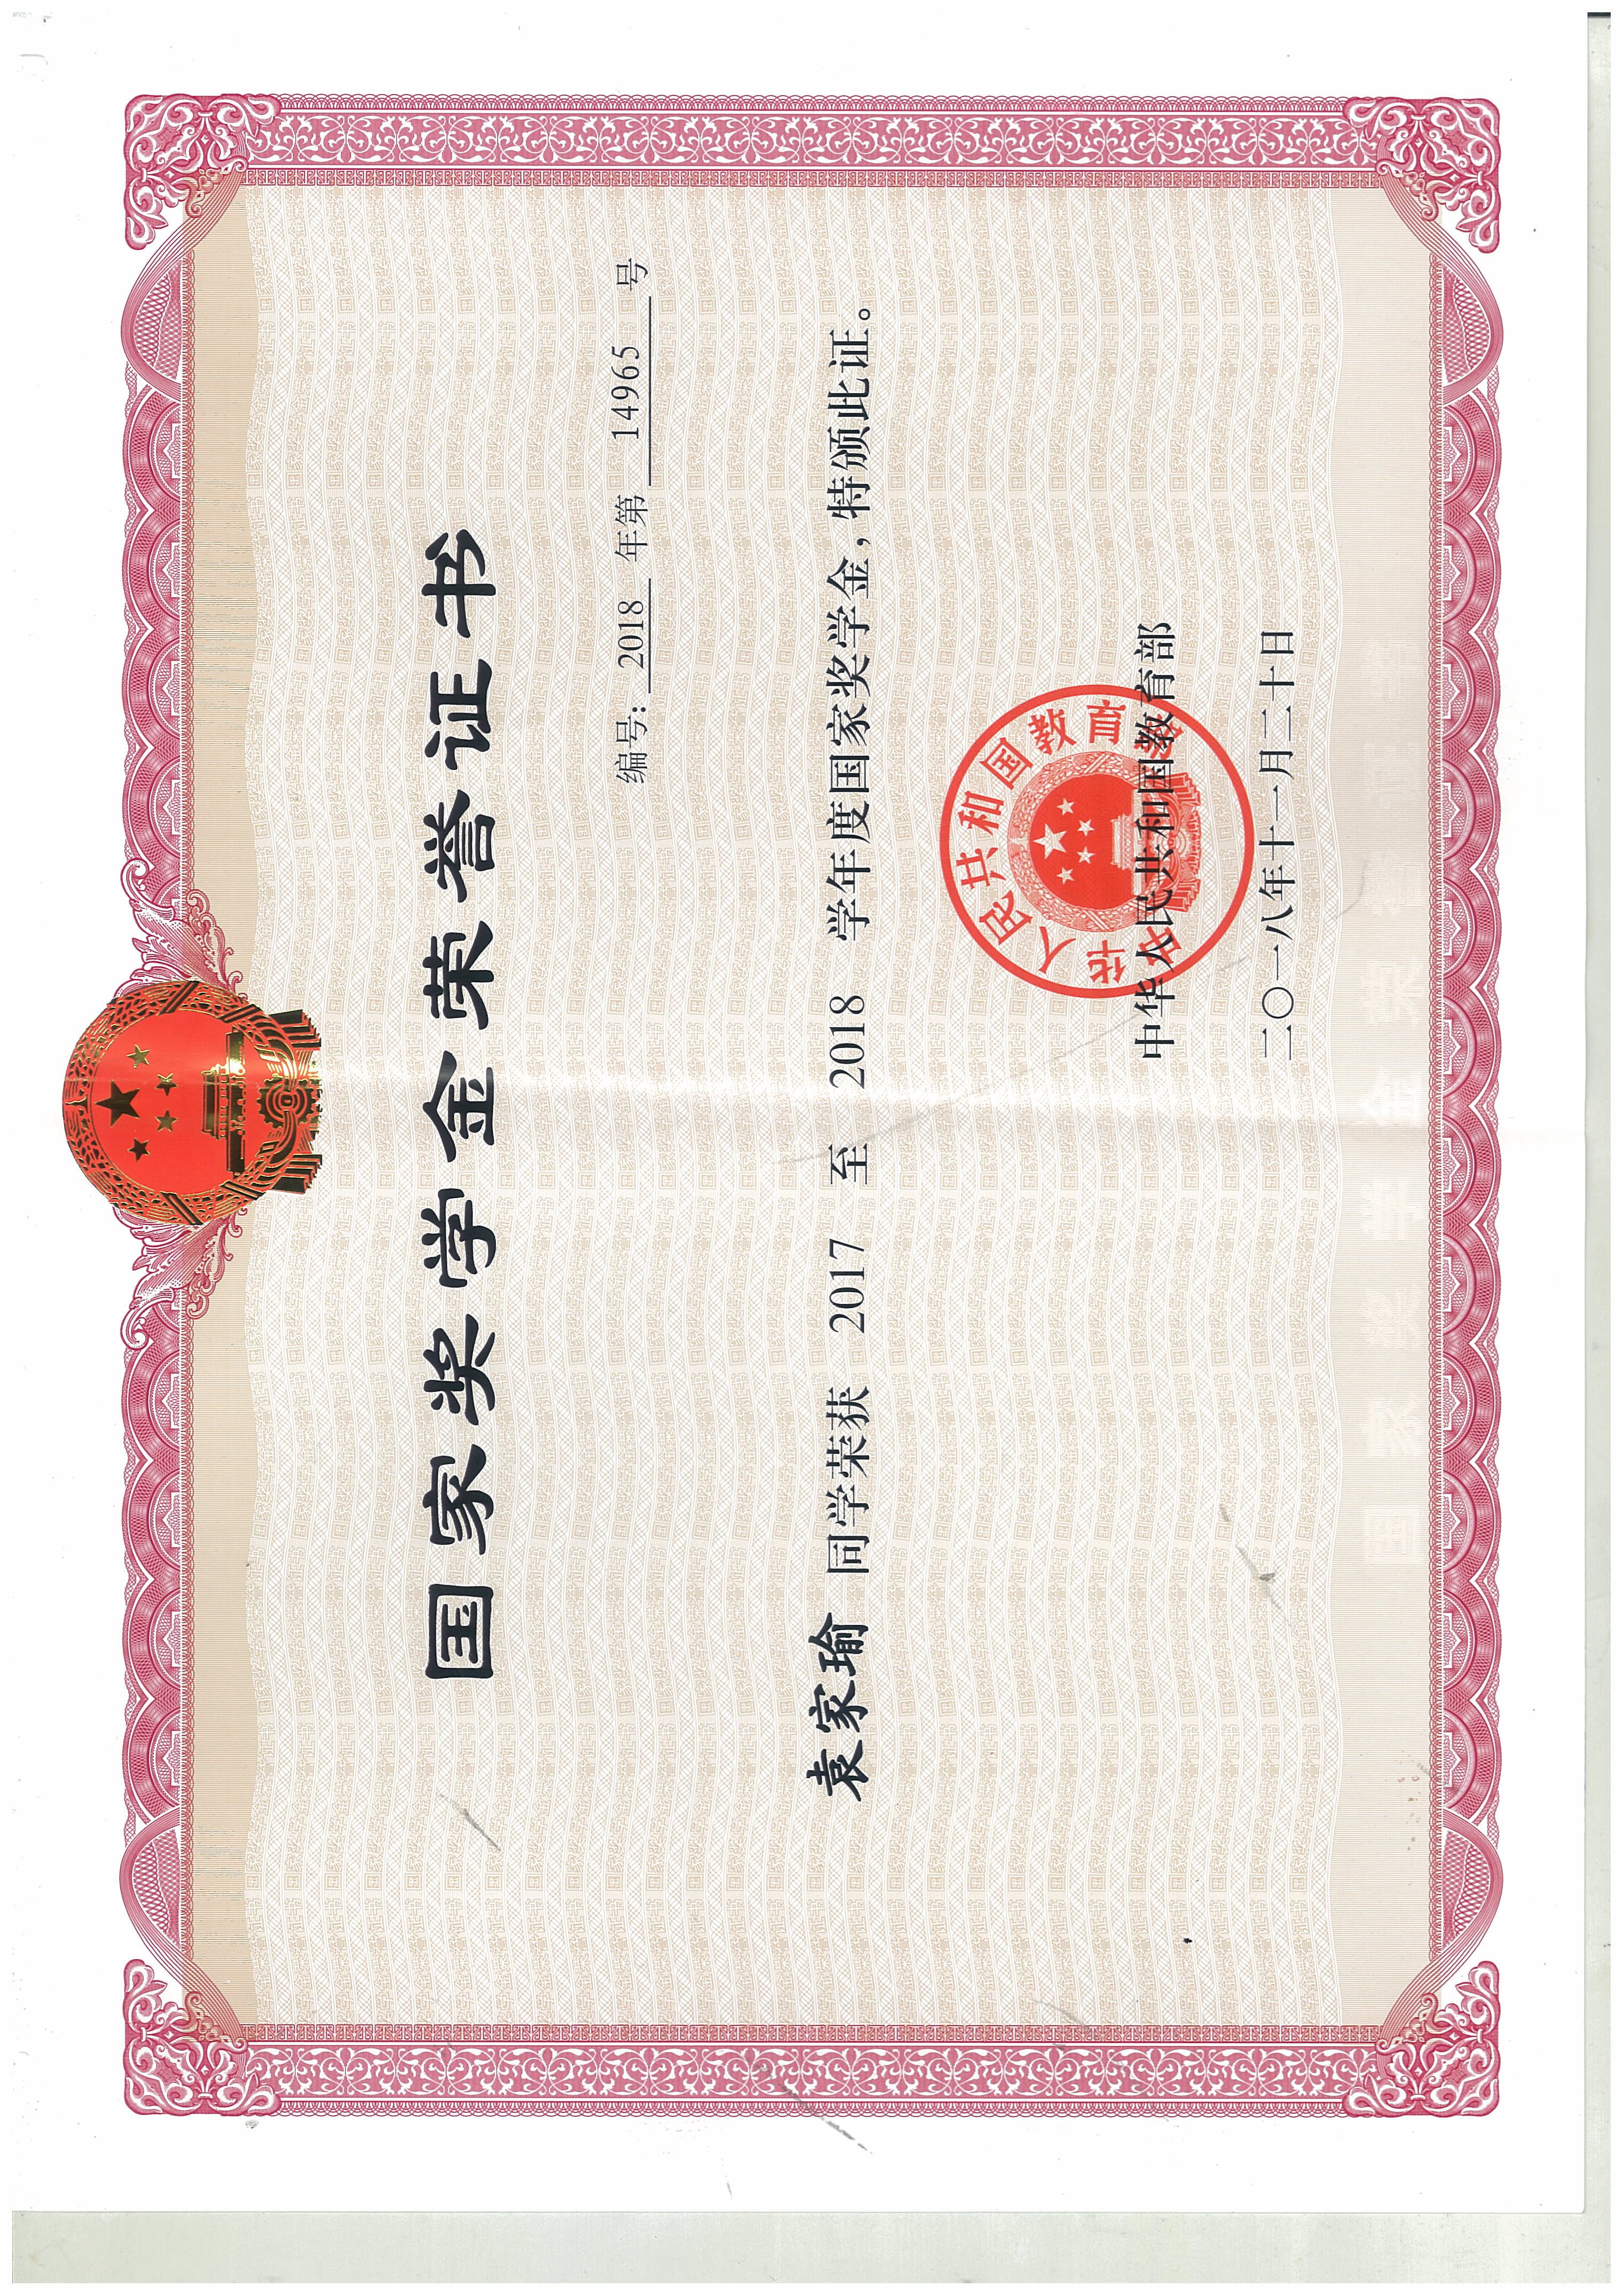 国家奖学金荣誉证书
编号： 2018 年第 14965 号
袁家瑜 同学荣获 2017 至 2018 学年度国家奖学金，特颁此证。
中华人民共和国教育部
中华人民共和国教育部
二〇一八年十一月二十日
国家奖学金荣誉证书